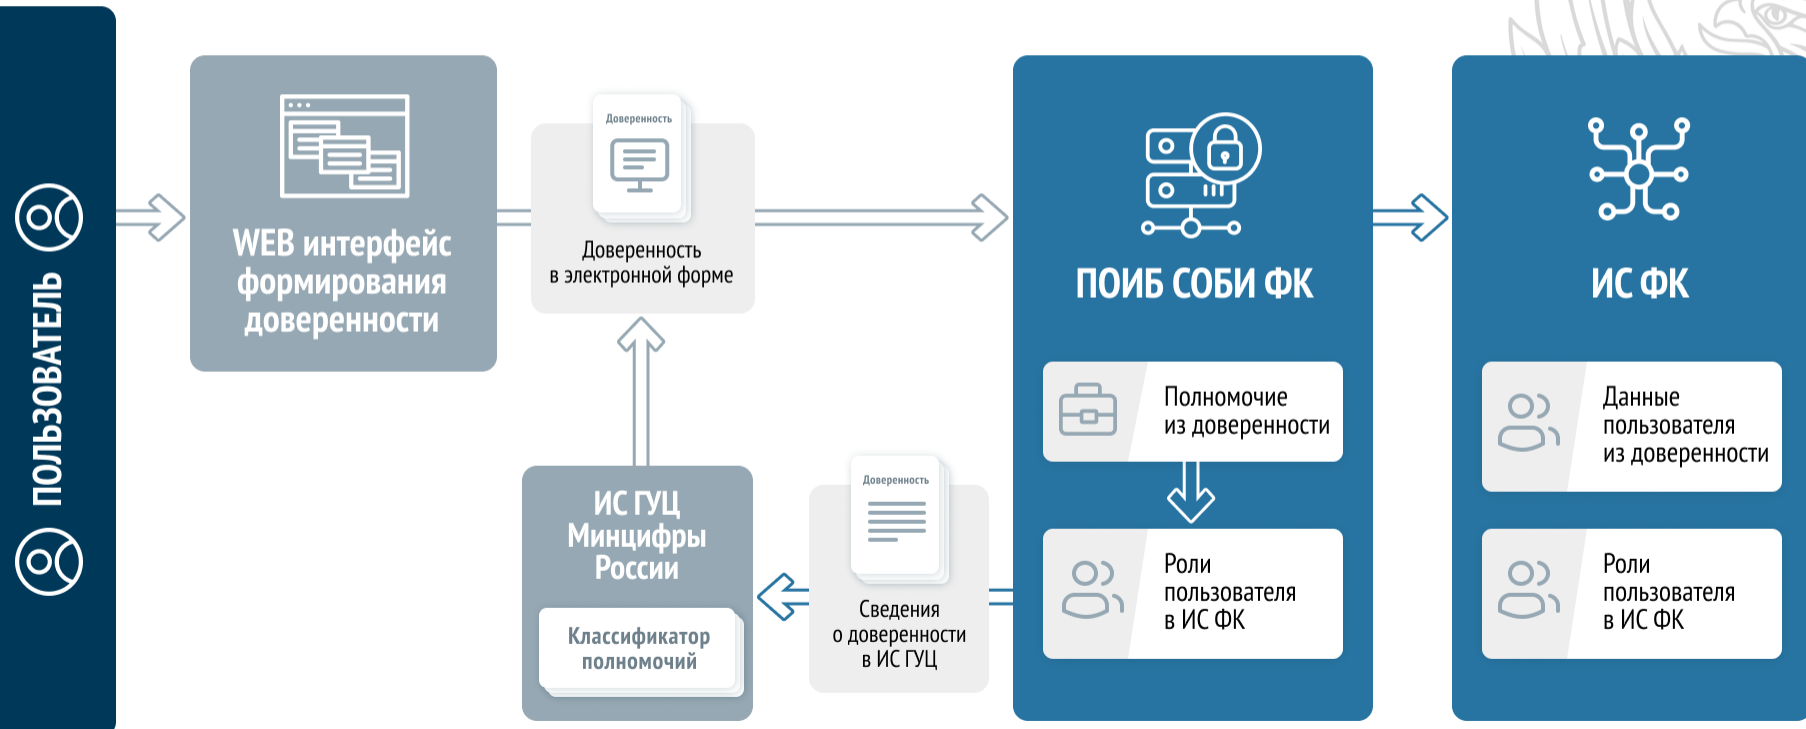 ПОЛЬЗОВАТЕЛЬ
WEB интерфейс
формирования
доверенности
Доверенность
Доверенность
в электронной форме
ИС ГУЦ
Минцифры
России
Классификатор
полномочий
Доверенность
Сведения
о доверенности
в ИС ГУЦ
ПОИБ СОБИ ФК
Полномочие
из доверенности
Роли
пользователя
в ИС ФК
ИС ФК
Данные
пользователя
из доверенности
Роли
пользователя
в ИС ФК